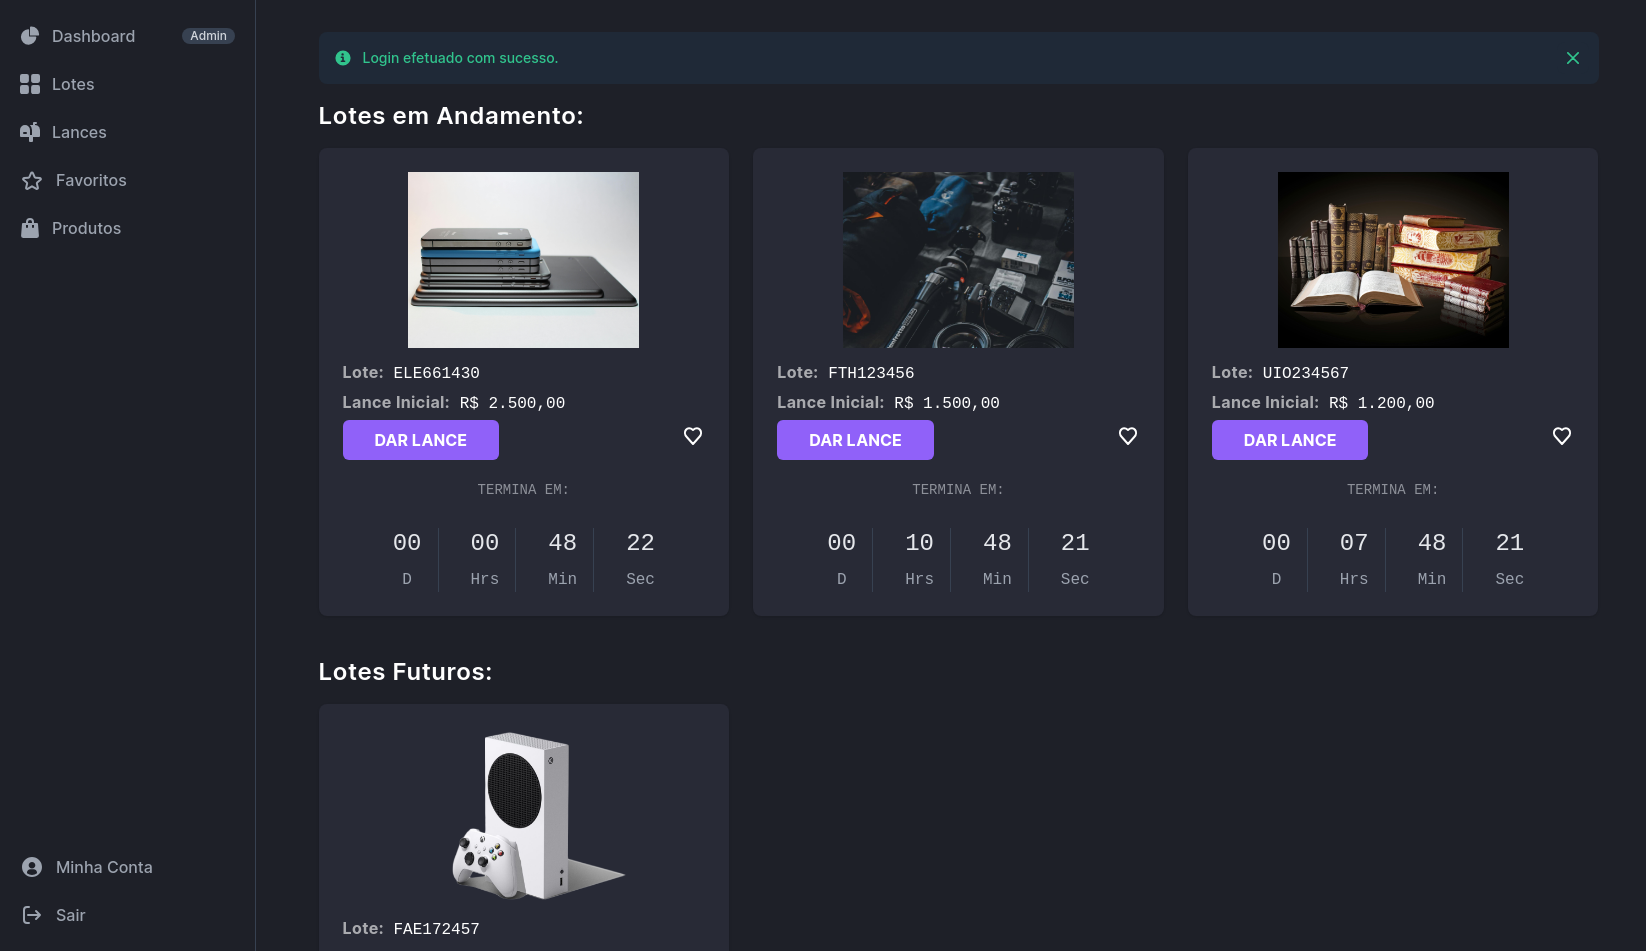 Dashboard Admin
Lotes
Lances
Favoritos
Produtos
Minha Conta
Sair
Login efetuado com sucesso.
Lotes em Andamento:
Lote: ELE661430
Lance Inicial: R$ 2.500,00
DAR LANCE
TERMINA EM:
00 00 48 22
D Hrs Min Sec
Lote: FTH123456
Lance Inicial: R$ 1.500,00
DAR LANCE
TERMINA EM:
00 10 48 21
D Hrs Min Sec
Lote: UIO234567
Lance Inicial: R$ 1.200,00
DAR LANCE
TERMINA EM:
00 07 48 21
D Hrs Min Sec
Lotes Futuros:
Lote: FAE172457